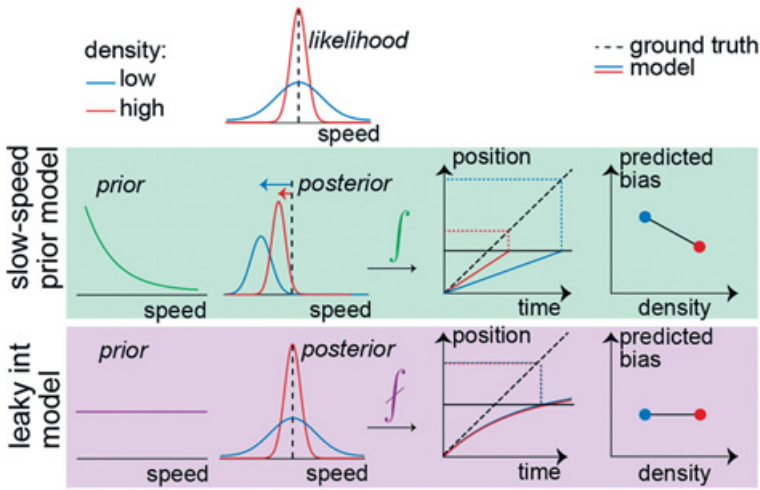 density:
low
high
likelihood
speed
ground truth
model
slow-speed
prior model
prior
speed
posterior
speed
∫
position
time
predicted
bias
density
leaky int
model
prior
speed
posterior
speed
∫
position
time
predicted
bias
density